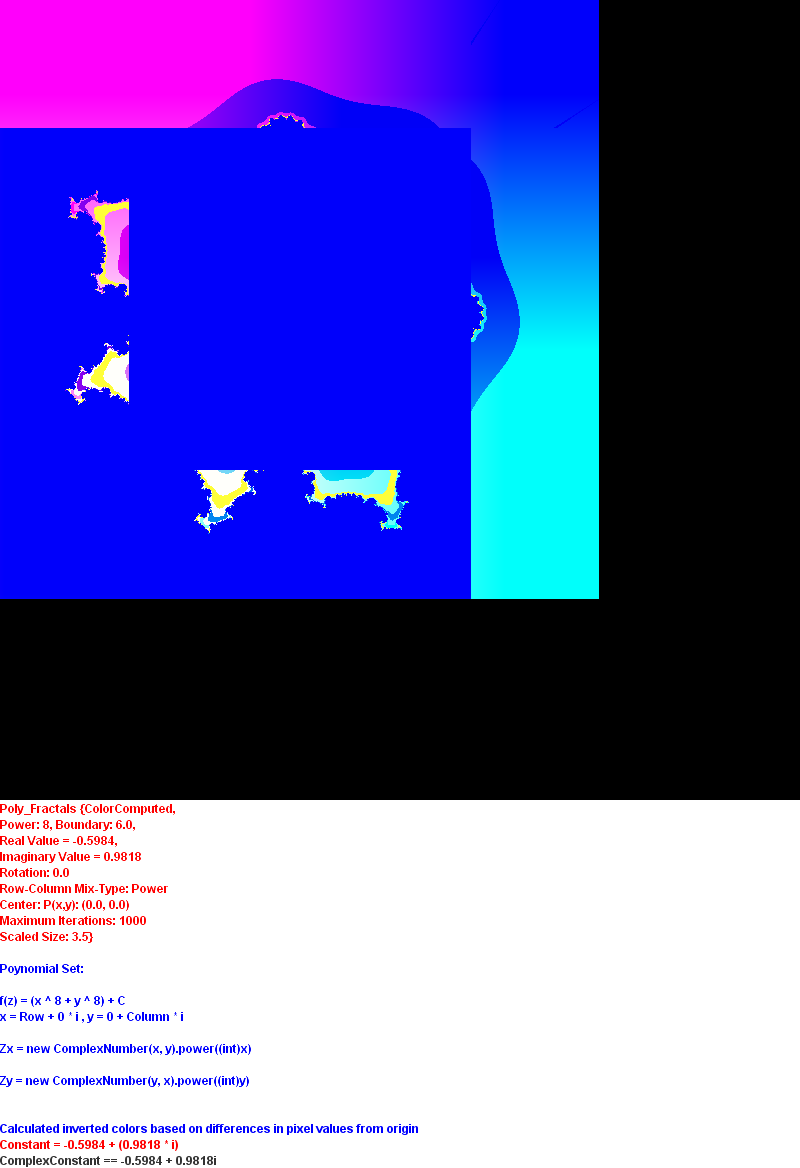 Poly_Fractals {ColorComputed,
Power: 8, Boundary: 6.0,
Real Value = -0.5984,
Imaginary Value = 0.9818
Rotation: 0.0
Row-Column Mix-Type: Power
Center: P(x,y): (0.0, 0.0)
Maximum Iterations: 1000
Scaled Size: 3.5}
Poynomial Set:
f(z) = (x ^ 8 + y ^ 8) + C
x = Row + 0 * i , y = 0 + Column * i
Zx = new ComplexNumber(x, y).power((int)x)
Zy = new ComplexNumber(y, x).power((int)y)
Calculated inverted colors based on differences in pixel values from origin
Constant = -0.5984 + (0.9818 * i)
ComplexConstant == -0.5984 + 0.9818i